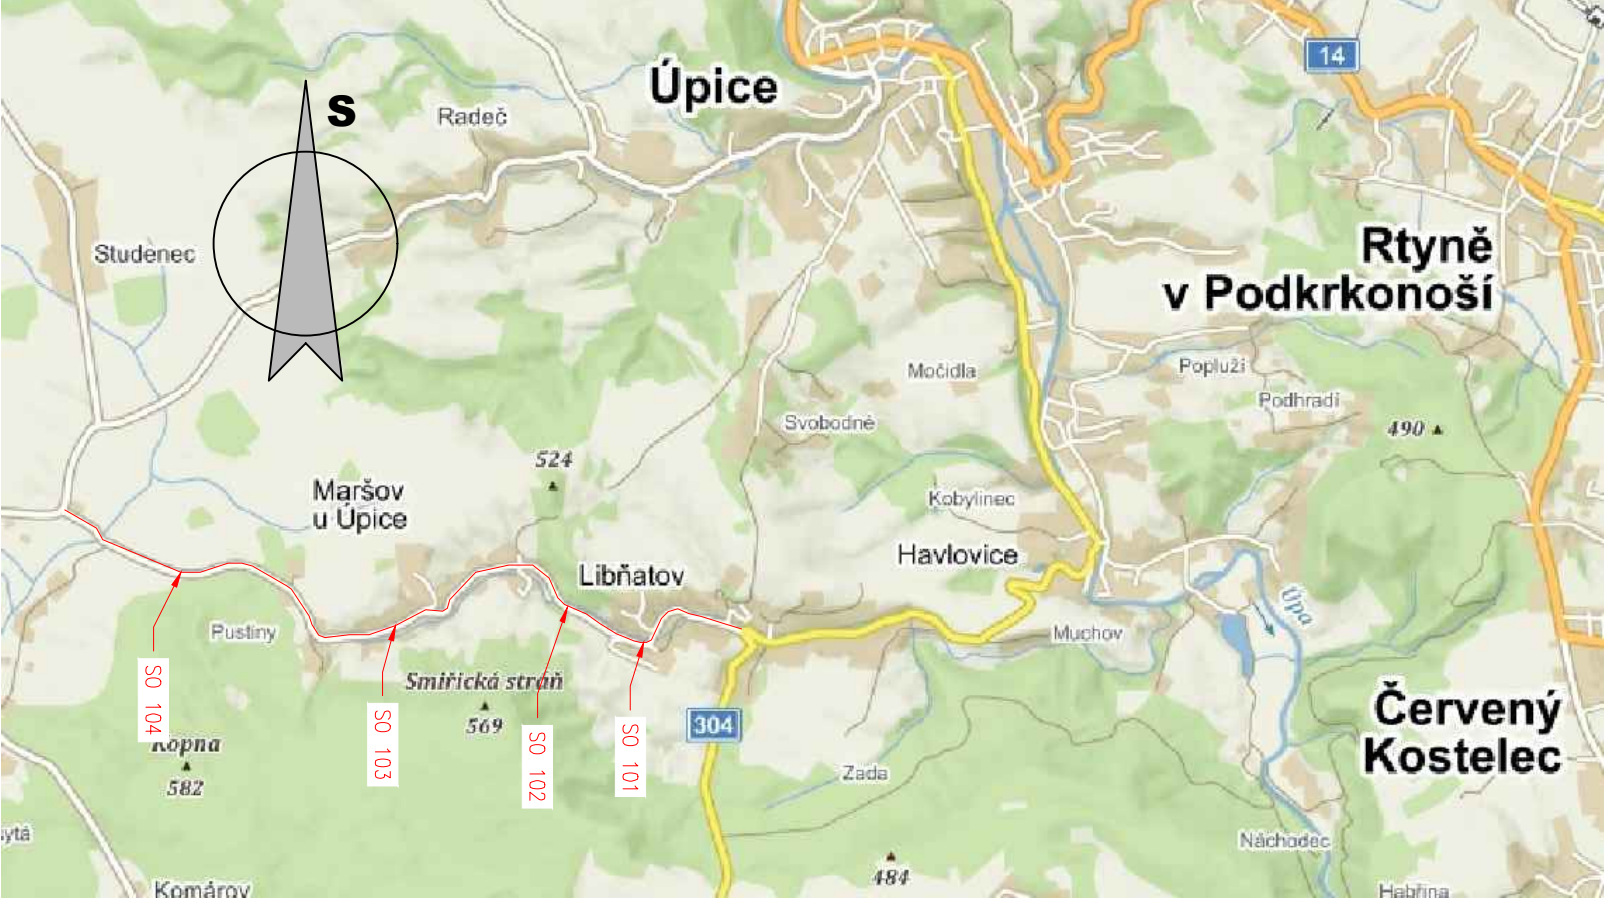 S
Úpice
14
Radeč
Studenec
Rtyně
v Podkrkonoší
Močidla
Popluží
Podhradí
Svobodné
490
524
Maršov
u Úpice
Kobylinec
Havlovice
Libňatov
Úpa
Pustiny
Muchov
Smiřická stráň
569
SO 104
SO 103
SO 102
SO 101
304
Červený
Kostelec
Kopna
582
Zada
Náchodec
484
Komárov
Habřina